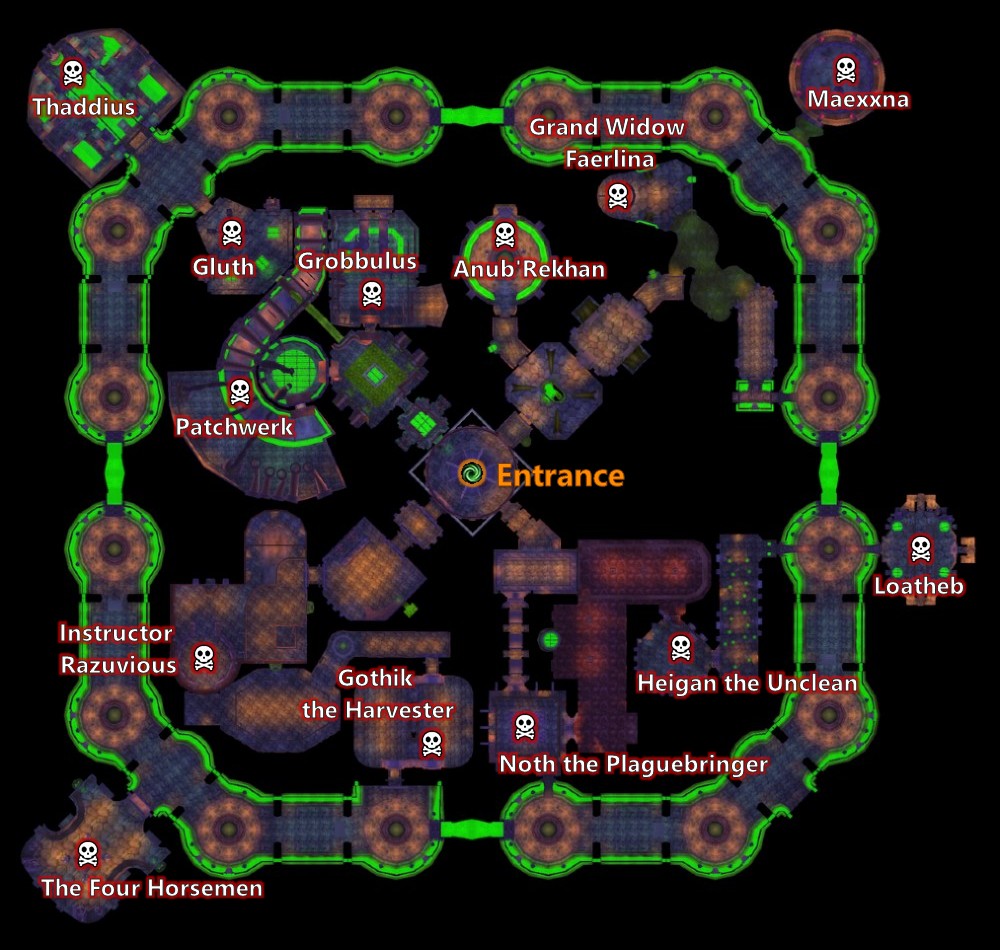 Thaddius
Maexxna
Grand Widow
Faerlina
Gluth
Grobbulus
Anub'Rekhan
Patchwerk
Entrance
Loatheb
Instructor
Razuvious
Gothik
the Harvester
Heigan the Unclean
Noth the Plaguebringer
The Four Horsemen